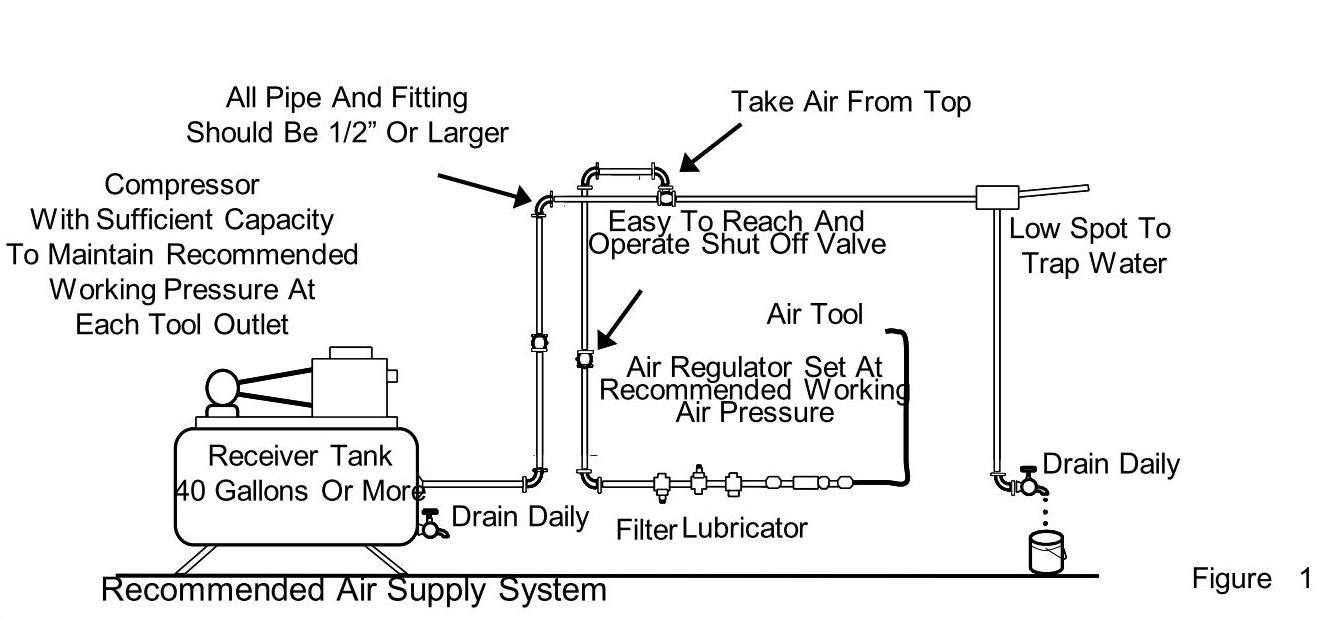 All Pipe And Fitting
Should Be 1/2” Or Larger
Take Air From Top
Compressor
With Sufficient Capacity
To Maintain Recommended
Working Pressure At
Each Tool Outlet
Easy To Reach And
Operate Shut Off Valve
Low Spot To
Trap Water
Air Tool
Air Regulator Set At
Recommended Working
Air Pressure
Receiver Tank
40 Gallons Or More
Drain Daily
Drain Daily
Filter Lubricator
Recommended Air Supply System
Figure 1